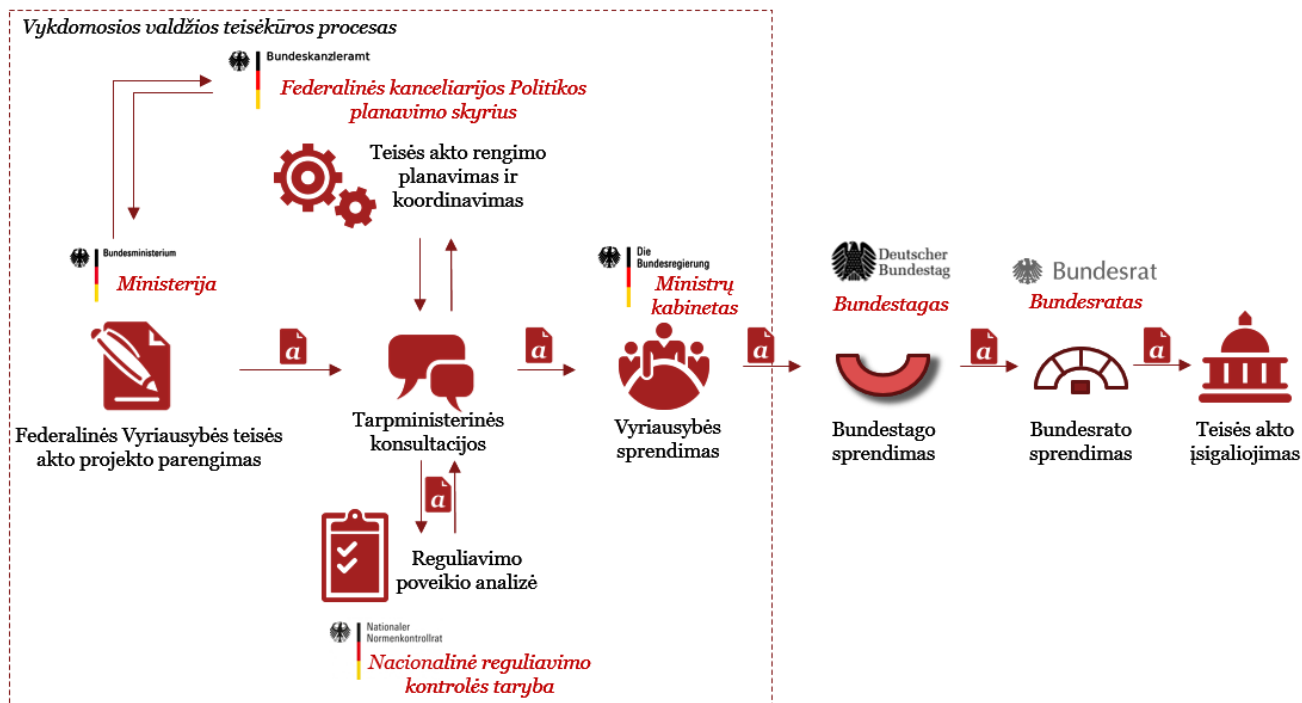 Vykdomosios valdžios teisėkūros procesas
Bundeskanzleramt
Federalinės kanceliarijos Politikos
planavimo skyrius
Teisės akto rengimo
planavimas ir
koordinavimas
Bundesministerium
Ministerija
Die
Bundesregierung
Ministrų
kabinetas
Deutscher
Bundestag
Bundestagas
Bundesrat
Bundesratas
a
a
a
a
a
Federalinės Vyriausybės teisės
akto projekto parengimas
Tarpministerinės
konsultacijos
Vyriausybės
sprendimas
Bundestago
sprendimas
Bundesrato
sprendimas
Teisės akto
įsigaliojimas
a
Reguliavimo
poveikio analizė
Nationaler
Normenkontrollrat
Nacionalinė reguliavimo
kontrolės taryba